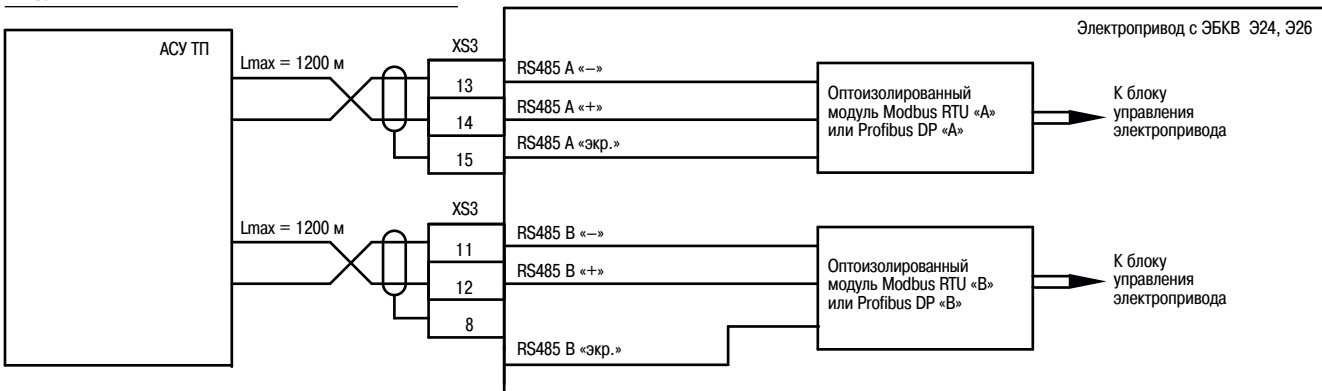 Электропривод с ЭБКВ Э24, Э26
АСУ ТП
Lmax = 1200 м
XS3
13
14
15
RS485 A «–»
RS485 A «+»
RS485 A «экр.»
Оптоизолированный
модуль Modbus RTU «A»
или Profibus DP «A»
К блоку
управления
электропривода
Lmax = 1200 м
XS3
11
12
8
RS485 B «–»
RS485 B «+»
RS485 B «экр.»
Оптоизолированный
модуль Modbus RTU «B»
или Profibus DP «B»
К блоку
управления
электропривода